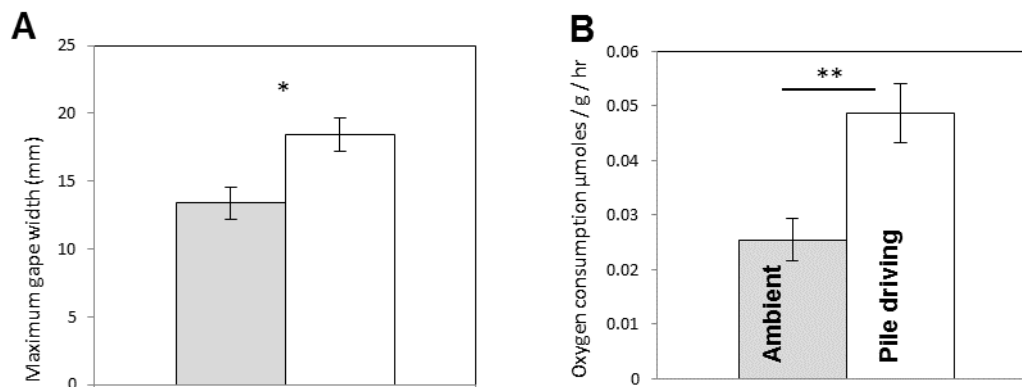 A
Maximum gape width (mm)
25
20
15
10
5
0
*
B
Oxygen consumption µmoles / g / hr
0.06
0.05
0.04
0.03
0.02
0.01
0
**
Ambient
Pile driving